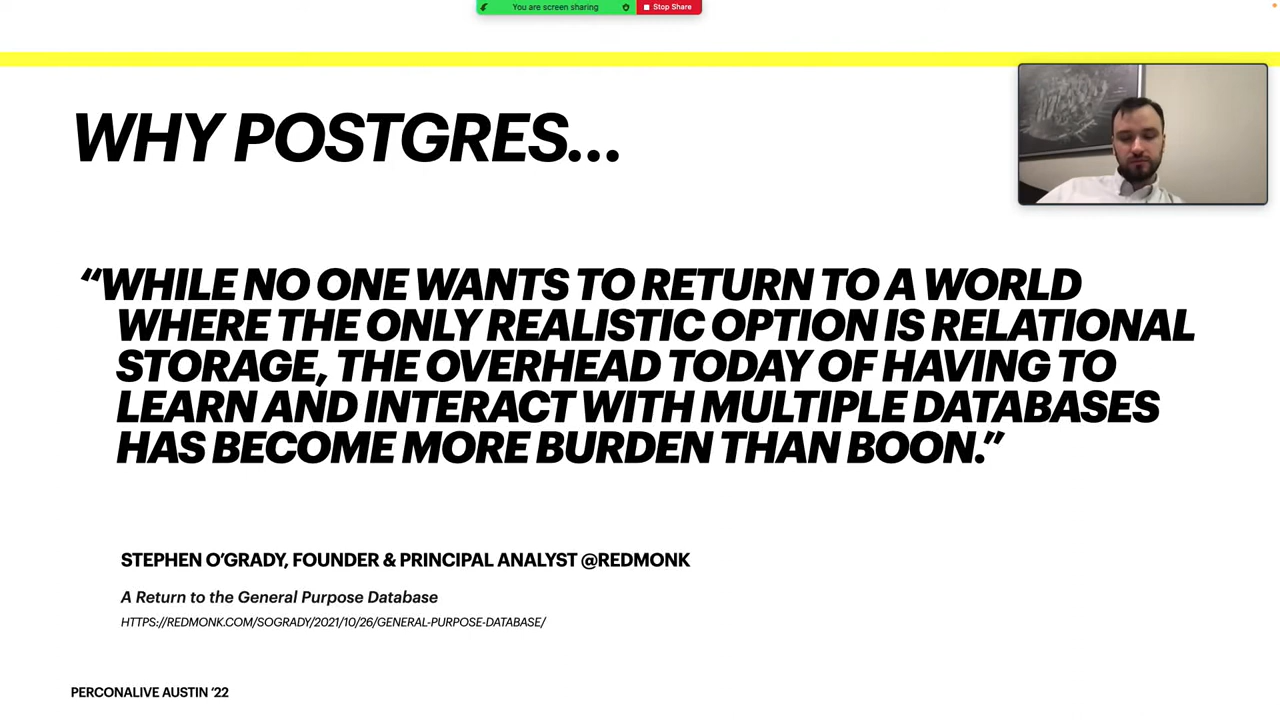 You are screen sharing
Stop Share
WHY POSTGRES...
“WHILE NO ONE WANTS TO RETURN TO A WORLD
WHERE THE ONLY REALISTIC OPTION IS RELATIONAL
STORAGE, THE OVERHEAD TODAY OF HAVING TO
LEARN AND INTERACT WITH MULTIPLE DATABASES
HAS BECOME MORE BURDEN THAN BOON.”
STEPHEN O’GRADY, FOUNDER & PRINCIPAL ANALYST @REDMONK
A Return to the General Purpose Database
HTTPS://REDMONK.COM/SOGRADY/2021/10/26/GENERAL-PURPOSE-DATABASE/
PERCONALIVE AUSTIN ‘22